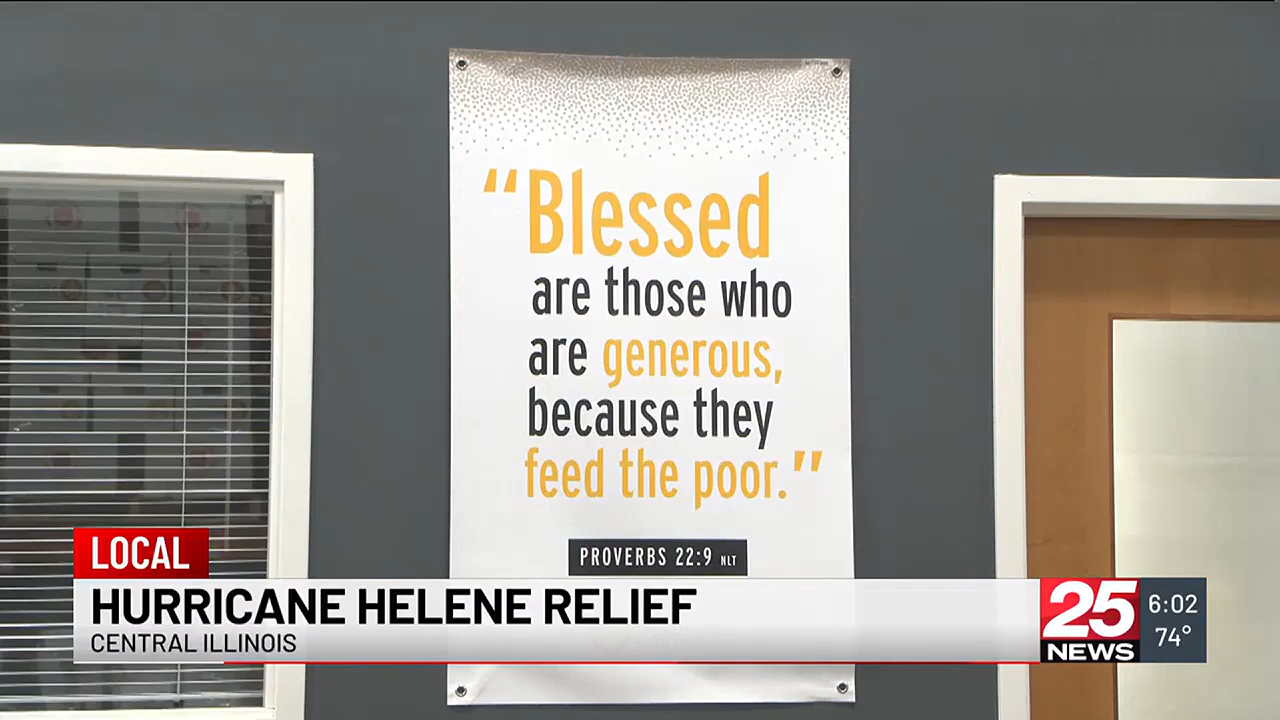 “Blessed
are those who
are generous,
because they
feed the poor.”
PROVERBS 22:9 NLT
LOCAL
HURRICANE HELENE RELIEF
CENTRAL ILLINOIS
25
NEWS
6:02
74°